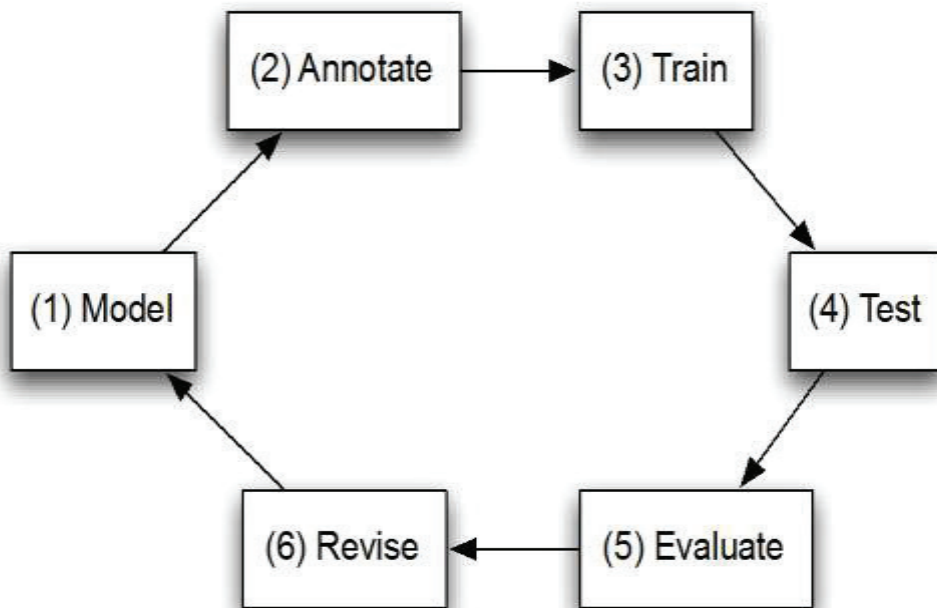 (2) Annotate
(3) Train
(1) Model
(4) Test
(6) Revise
(5) Evaluate